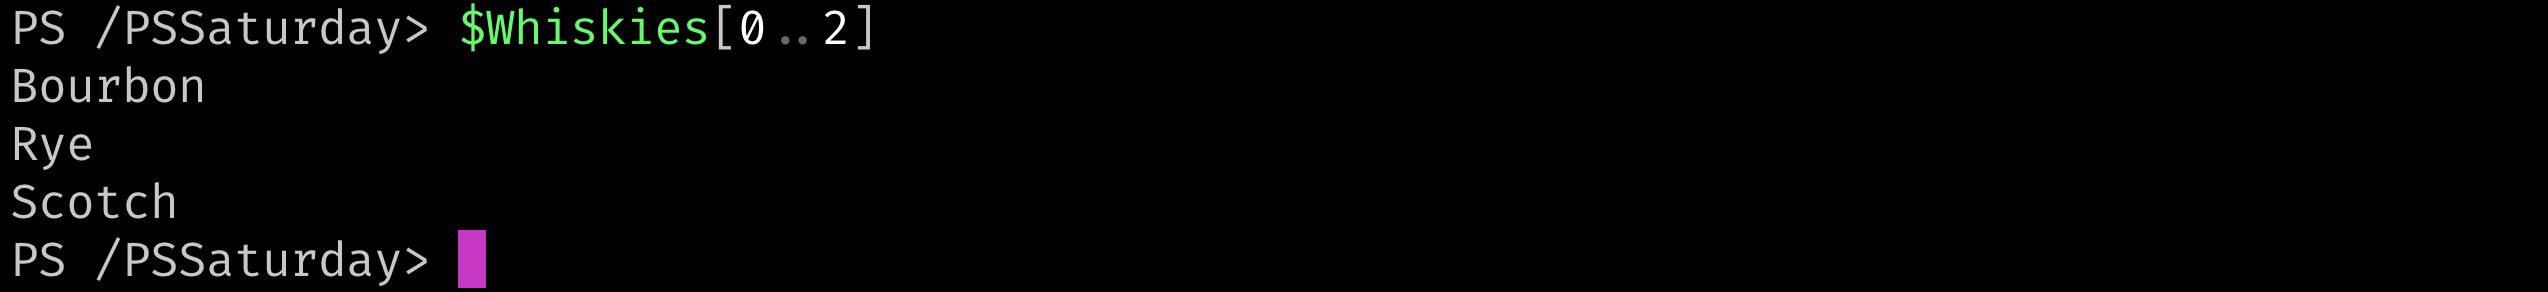 PS /PSSaturday> $Whiskies[0..2]
Bourbon
Rye
Scotch
PS /PSSaturday>